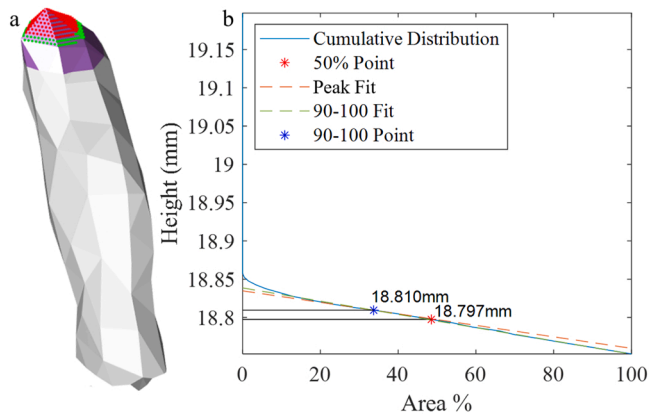 a
b
Cumulative Distribution
50% Point
Peak Fit
90-100 Fit
90-100 Point
19.15
19.1
19.05
19
18.95
18.9
18.85
18.8
Height (mm)
18.810mm
18.797mm
0
20
40
60
80
100
Area %